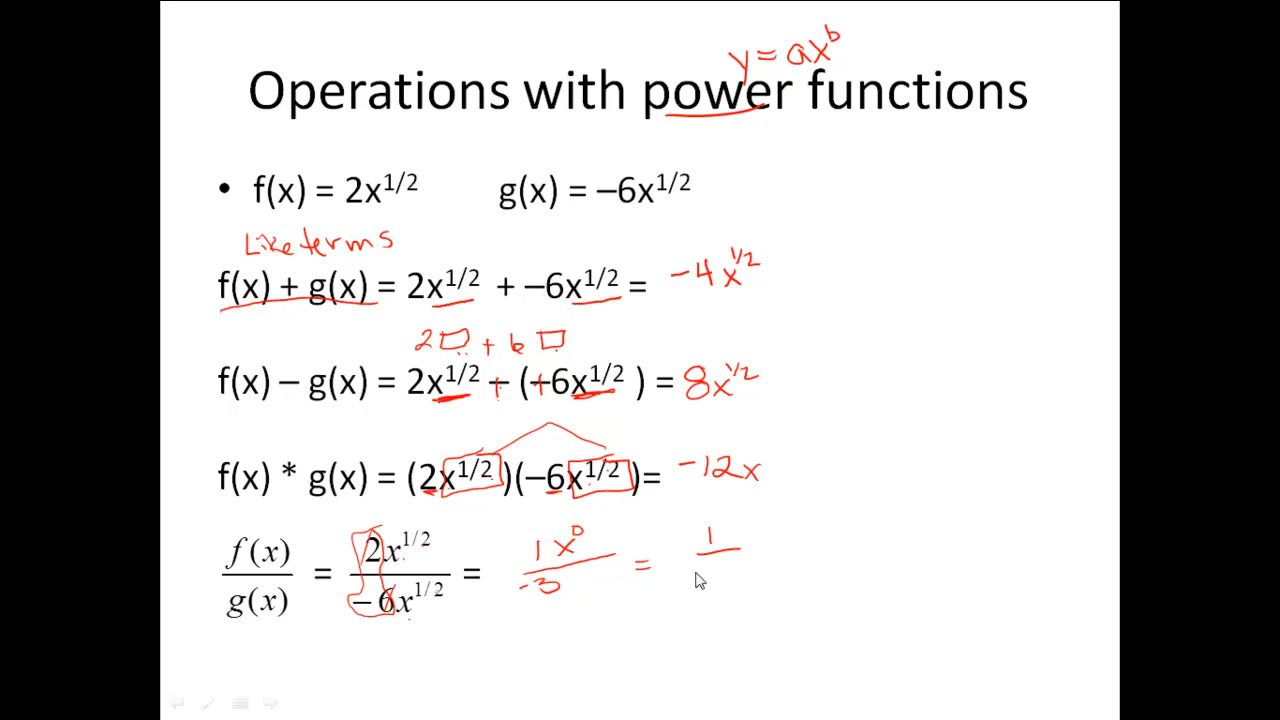 y = ax^b
Operations with power functions
• f(x) = 2x^{1/2} g(x) = –6x^{1/2}
Like terms
f(x) + g(x) = 2x^{1/2} + –6x^{1/2} = -4x^{1/2}
2□ + 6□
f(x) – g(x) = 2x^{1/2} – (–6x^{1/2} ) = 8x^{1/2}
+ +
f(x) * g(x) = (2x^{1/2} )(–6x^{1/2} )= -12x
f(x)/g(x) = 2x^{1/2}/– 6x^{1/2} = 1x^0/-3 = 1/